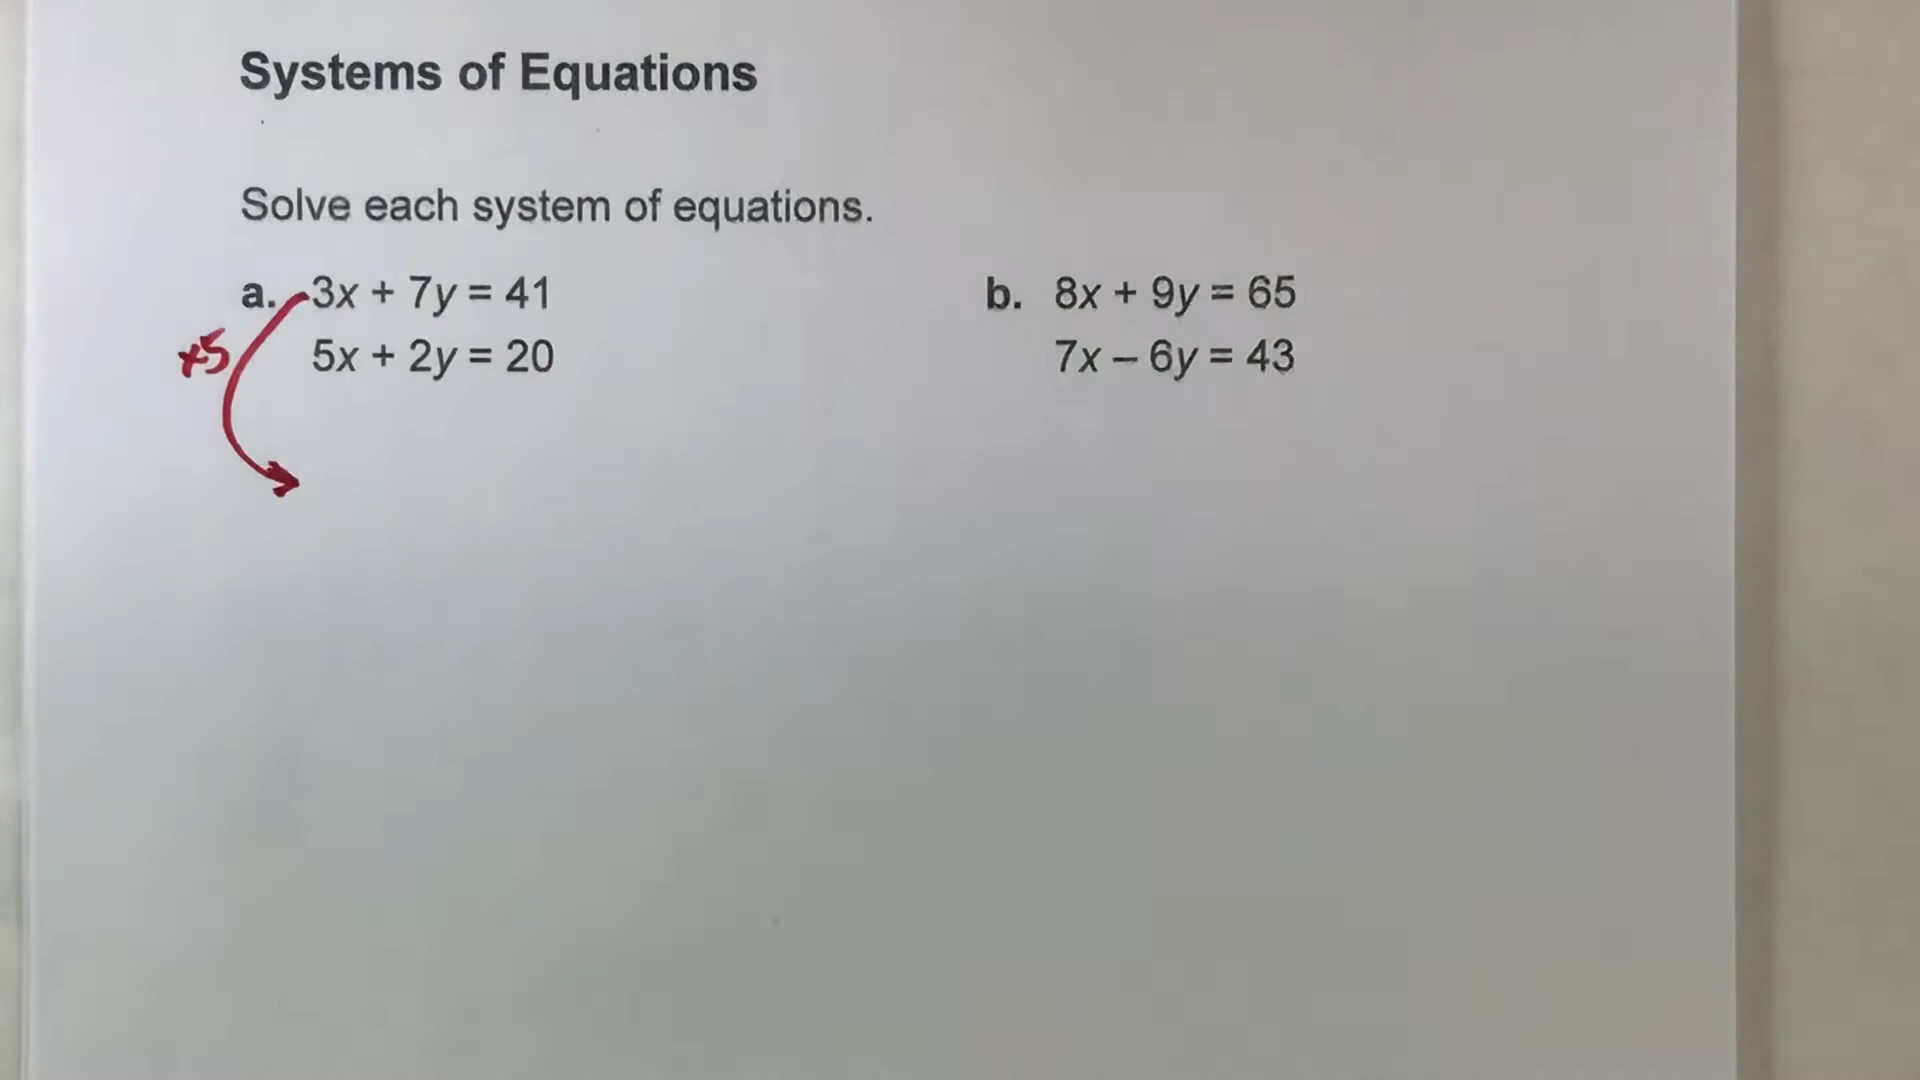 Systems of Equations
Solve each system of equations.
a. 3x + 7y = 41
5x + 2y = 20
×5
b. 8x + 9y = 65
7x – 6y = 43